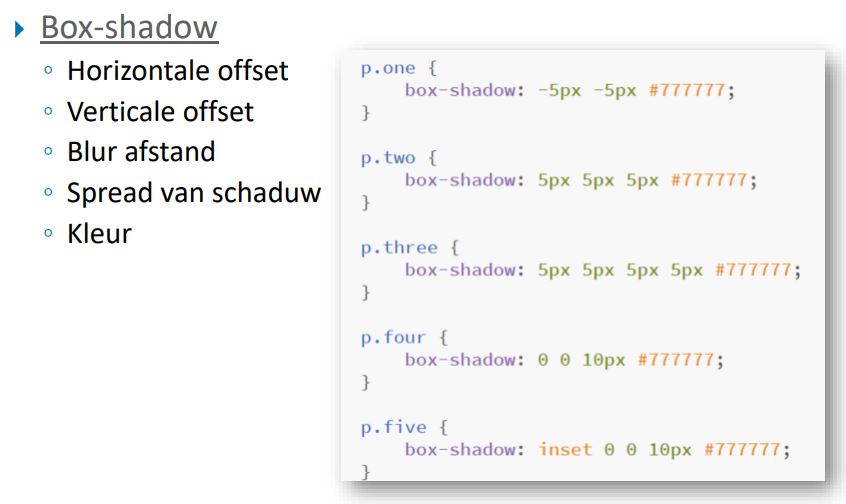 Box-shadow
Horizontale offset
Verticale offset
Blur afstand
Spread van schaduw
Kleur
p.one {
box-shadow: -5px -5px #777777;
}
p.two {
box-shadow: 5px 5px 5px #777777;
}
p.three {
box-shadow: 5px 5px 5px 5px #777777;
}
p.four {
box-shadow: 0 0 10px #777777;
}
p.five {
box-shadow: inset 0 0 10px #777777;
}